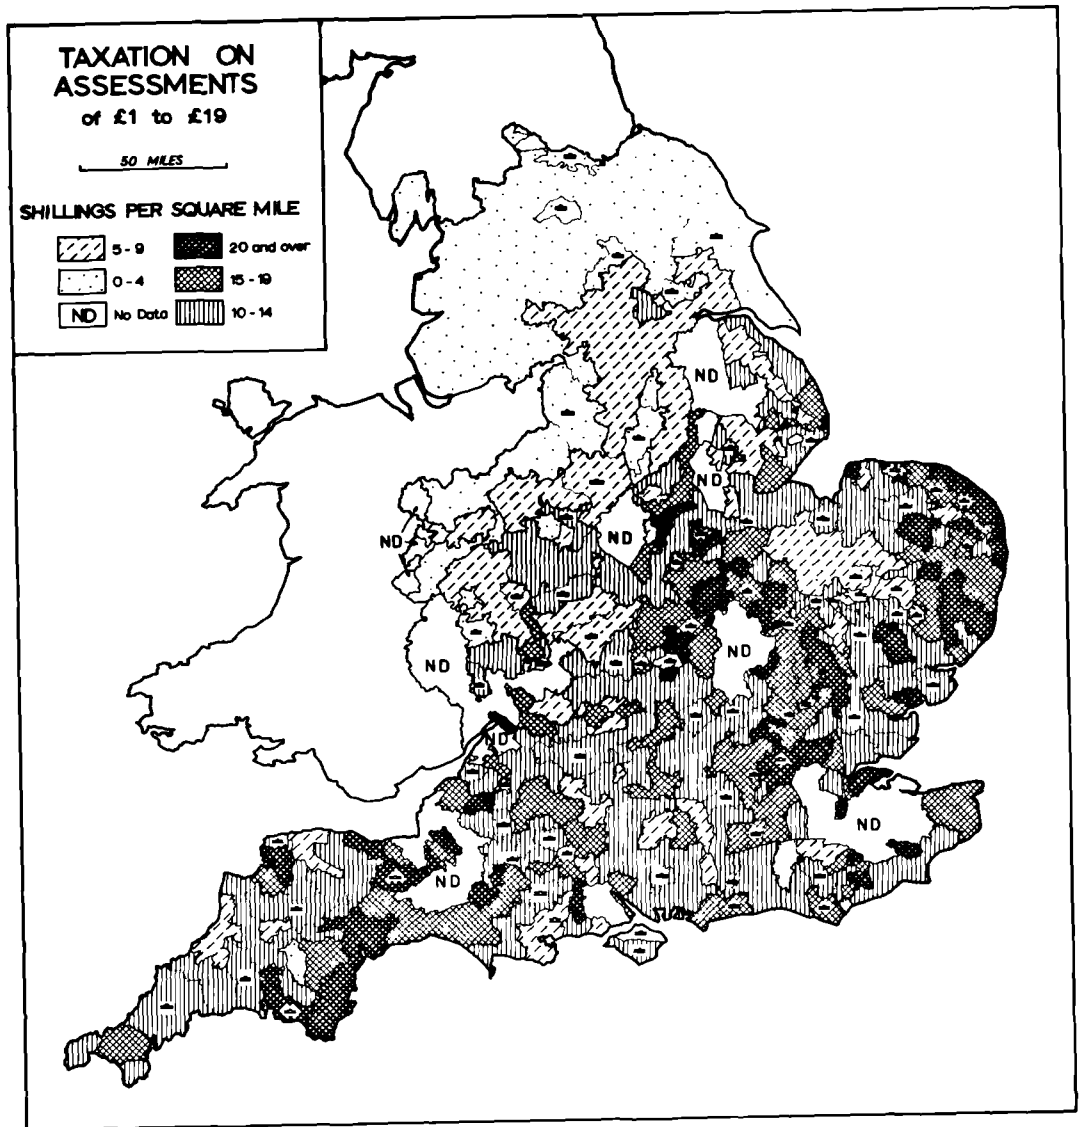 TAXATION ON
ASSESSMENTS
of £1 to £19
50 MILES
SHILLINGS PER SQUARE MILE
5-9
20 and over
0-4
15-19
ND
No Data
10-14
ND
ND
ND
ND
ND
ND
ND
ND
ND